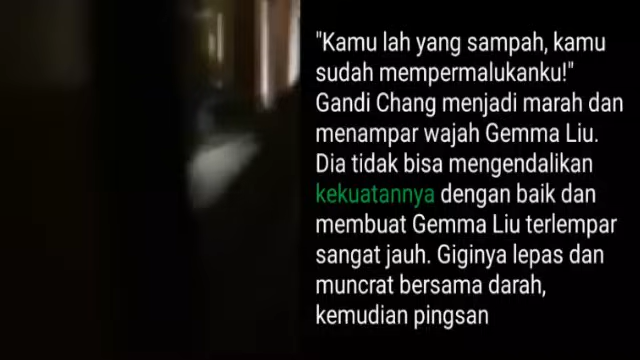 "Kamu lah yang sampah, kamu
sudah mempermalukanku!"
Gandi Chang menjadi marah dan
menampar wajah Gemma Liu.
Dia tidak bisa mengendalikan
kekuatannya dengan baik dan
membuat Gemma Liu terlempar
sangat jauh. Giginya lepas dan
muncrat bersama darah,
kemudian pingsan